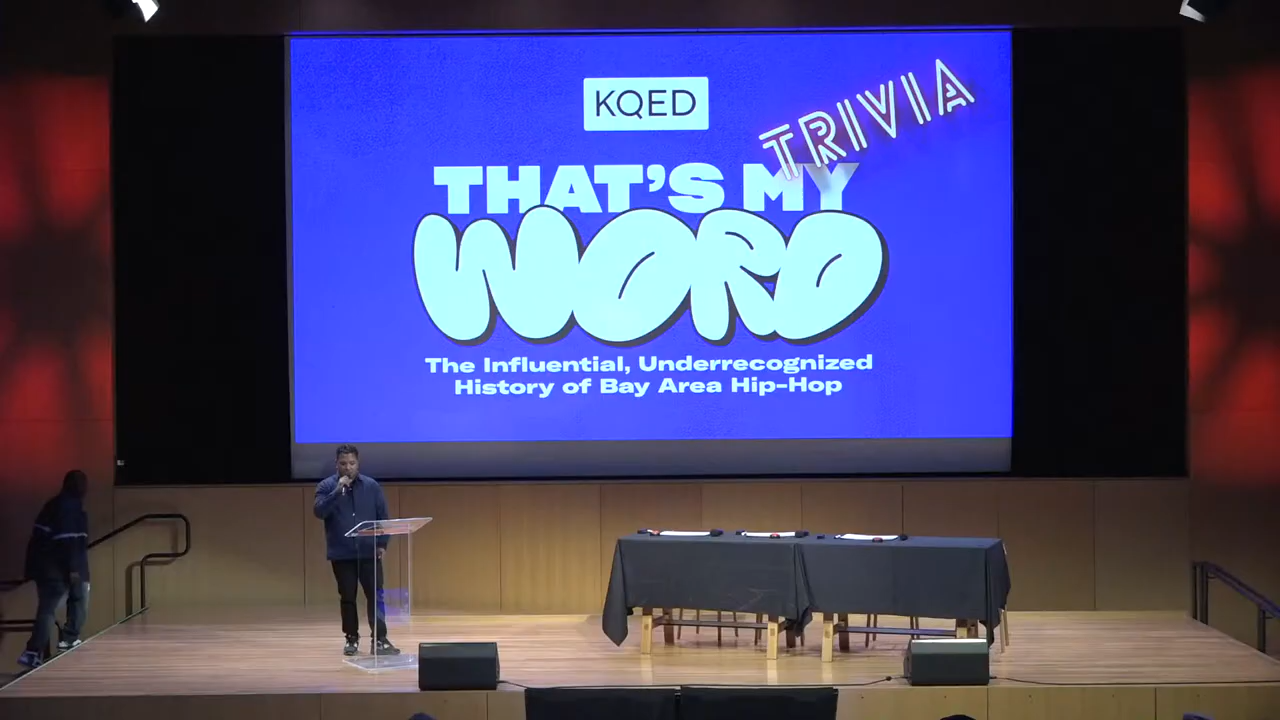 KQED
TRIVIA
THAT'S MY
WORD
The Influential, Underrecognized
History of Bay Area Hip-Hop